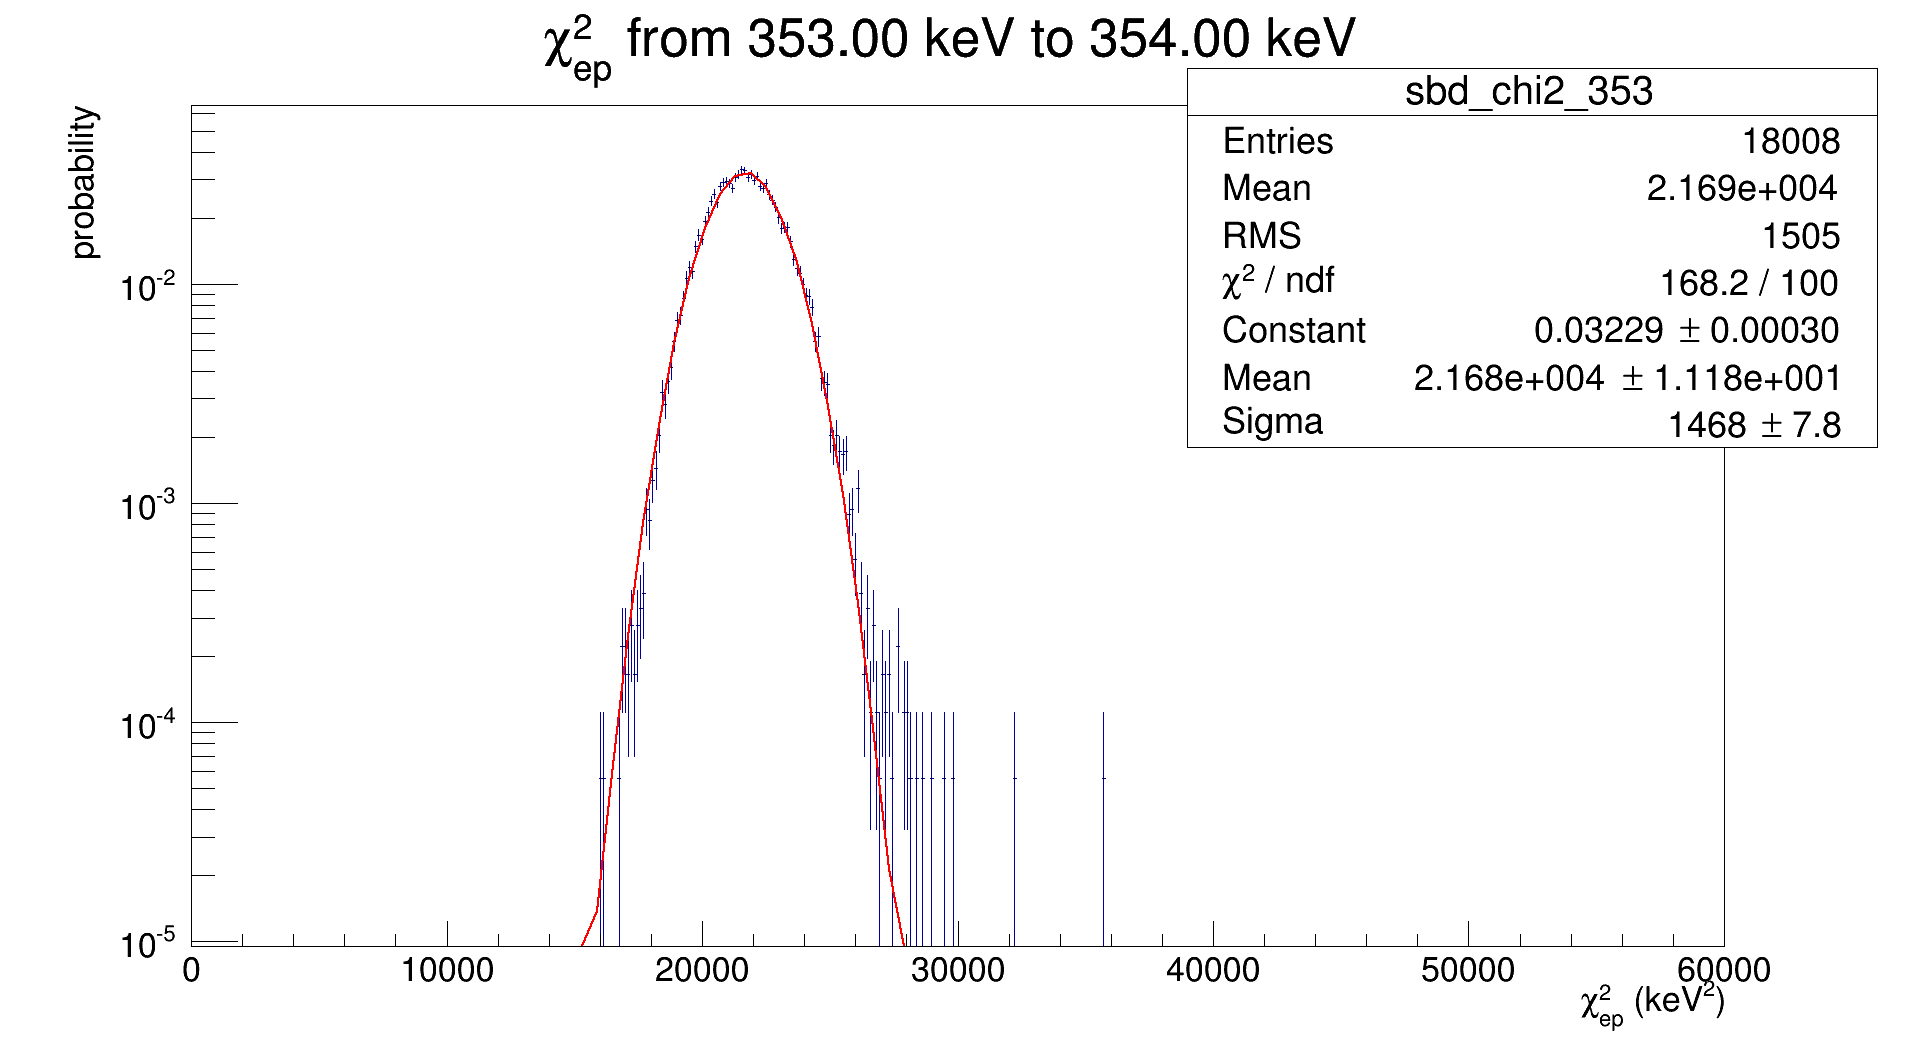 χ²ep from 353.00 keV to 354.00 keV
sbd_chi2_353
Entries 18008
Mean 2.169e+004
RMS 1505
χ² / ndf 168.2 / 100
Constant 0.03229 ± 0.00030
Mean 2.168e+004 ± 1.118e+001
Sigma 1468 ± 7.8
probability
10⁻²
10⁻³
10⁻⁴
10⁻⁵
0 10000 20000 30000 40000 50000 60000
χ²ep (keV²)